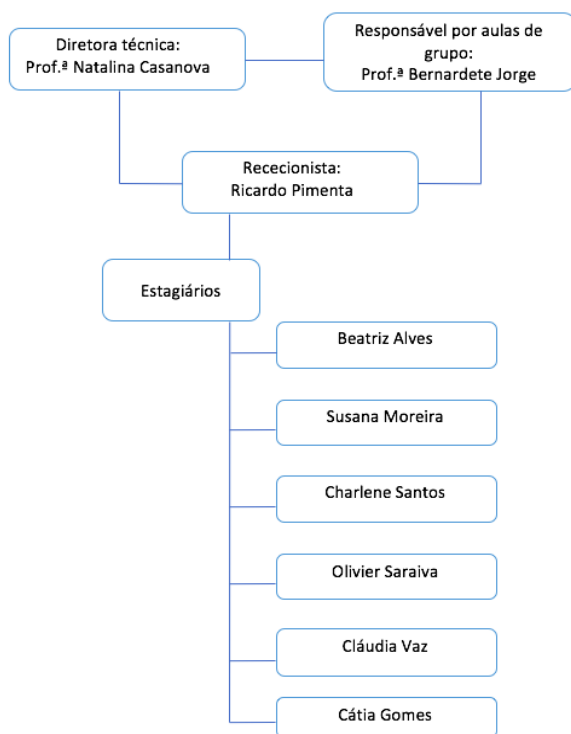 Diretora técnica:
Prof.ª Natalina Casanova
Responsável por aulas de
grupo:
Prof.ª Bernardete Jorge
Rececionista:
Ricardo Pimenta
Estagiários
Beatriz Alves
Susana Moreira
Charlene Santos
Olivier Saraiva
Cláudia Vaz
Cátia Gomes